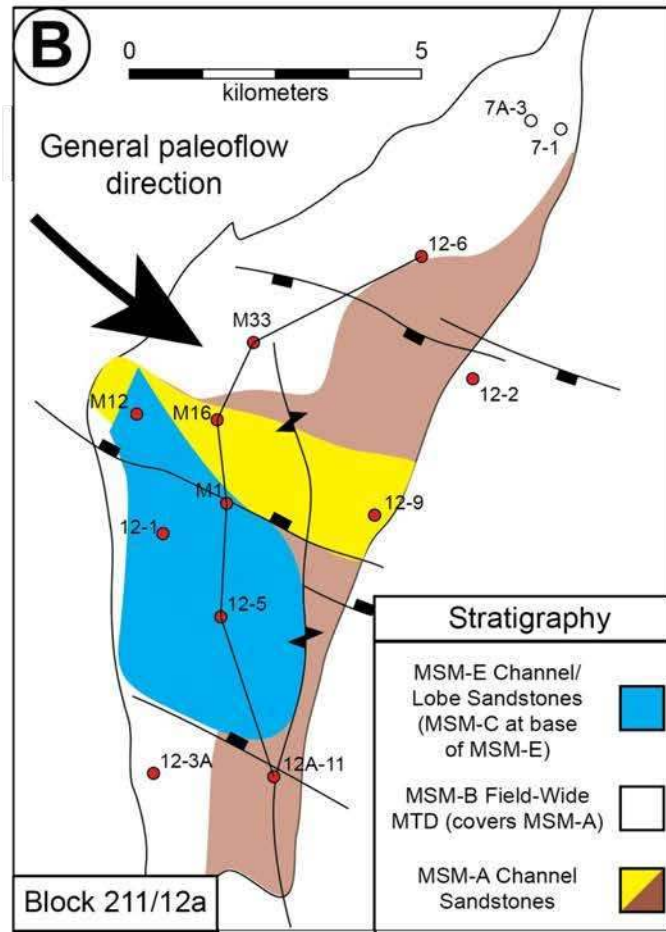 B
0
5
kilometers
General paleoflow
direction
7A-3
7-1
12-6
M33
12-2
M12
M16
M1
12-9
12-1
12-5
12-3A
12A-11
Stratigraphy
MSM-E Channel/
Lobe Sandstones
(MSM-C at base
of MSM-E)
MSM-B Field-Wide
MTD (covers MSM-A)
MSM-A Channel
Sandstones
Block 211/12a